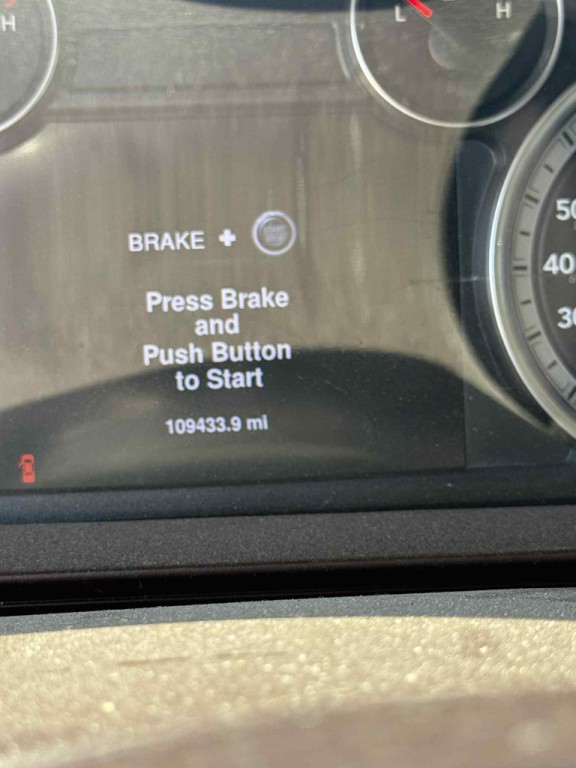 H
L H
BRAKE +
Press Brake
and
Push Button
to Start
109433.9 mi
50
40
30